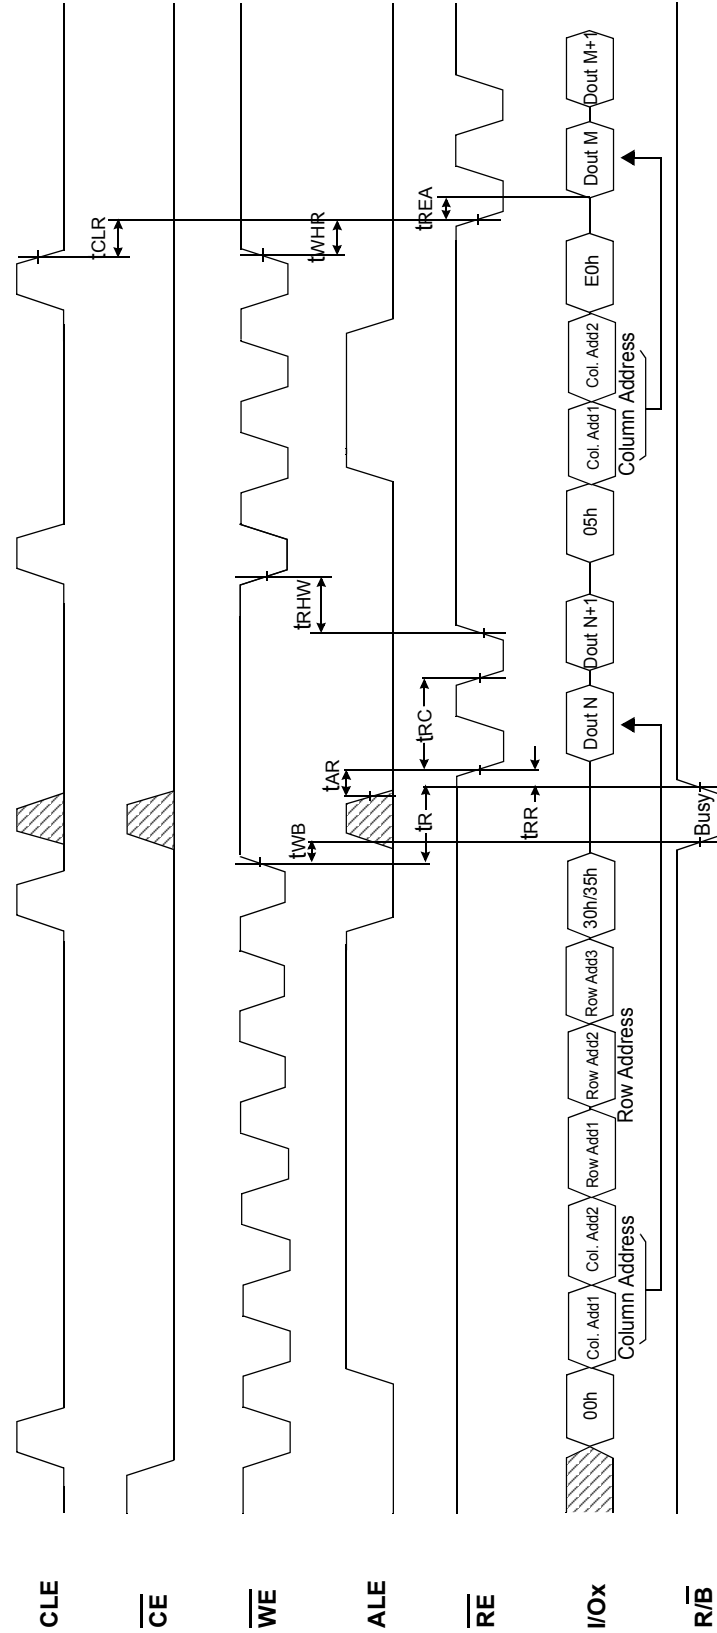 CLE
tCLR
CE
WE
tWB
tRHW
tWHR
ALE
tAR
tR
tRC
tREA
RE
tRR
I/Ox
00h
Col. Add1
Col. Add2
Row Add1
Row Add2
Row Add3
30h/35h
Dout N
Dout N+1
05h
Col. Add1
Col. Add2
E0h
Dout M
Dout M+1
Column Address
Row Address
Column Address
R/B
Busy